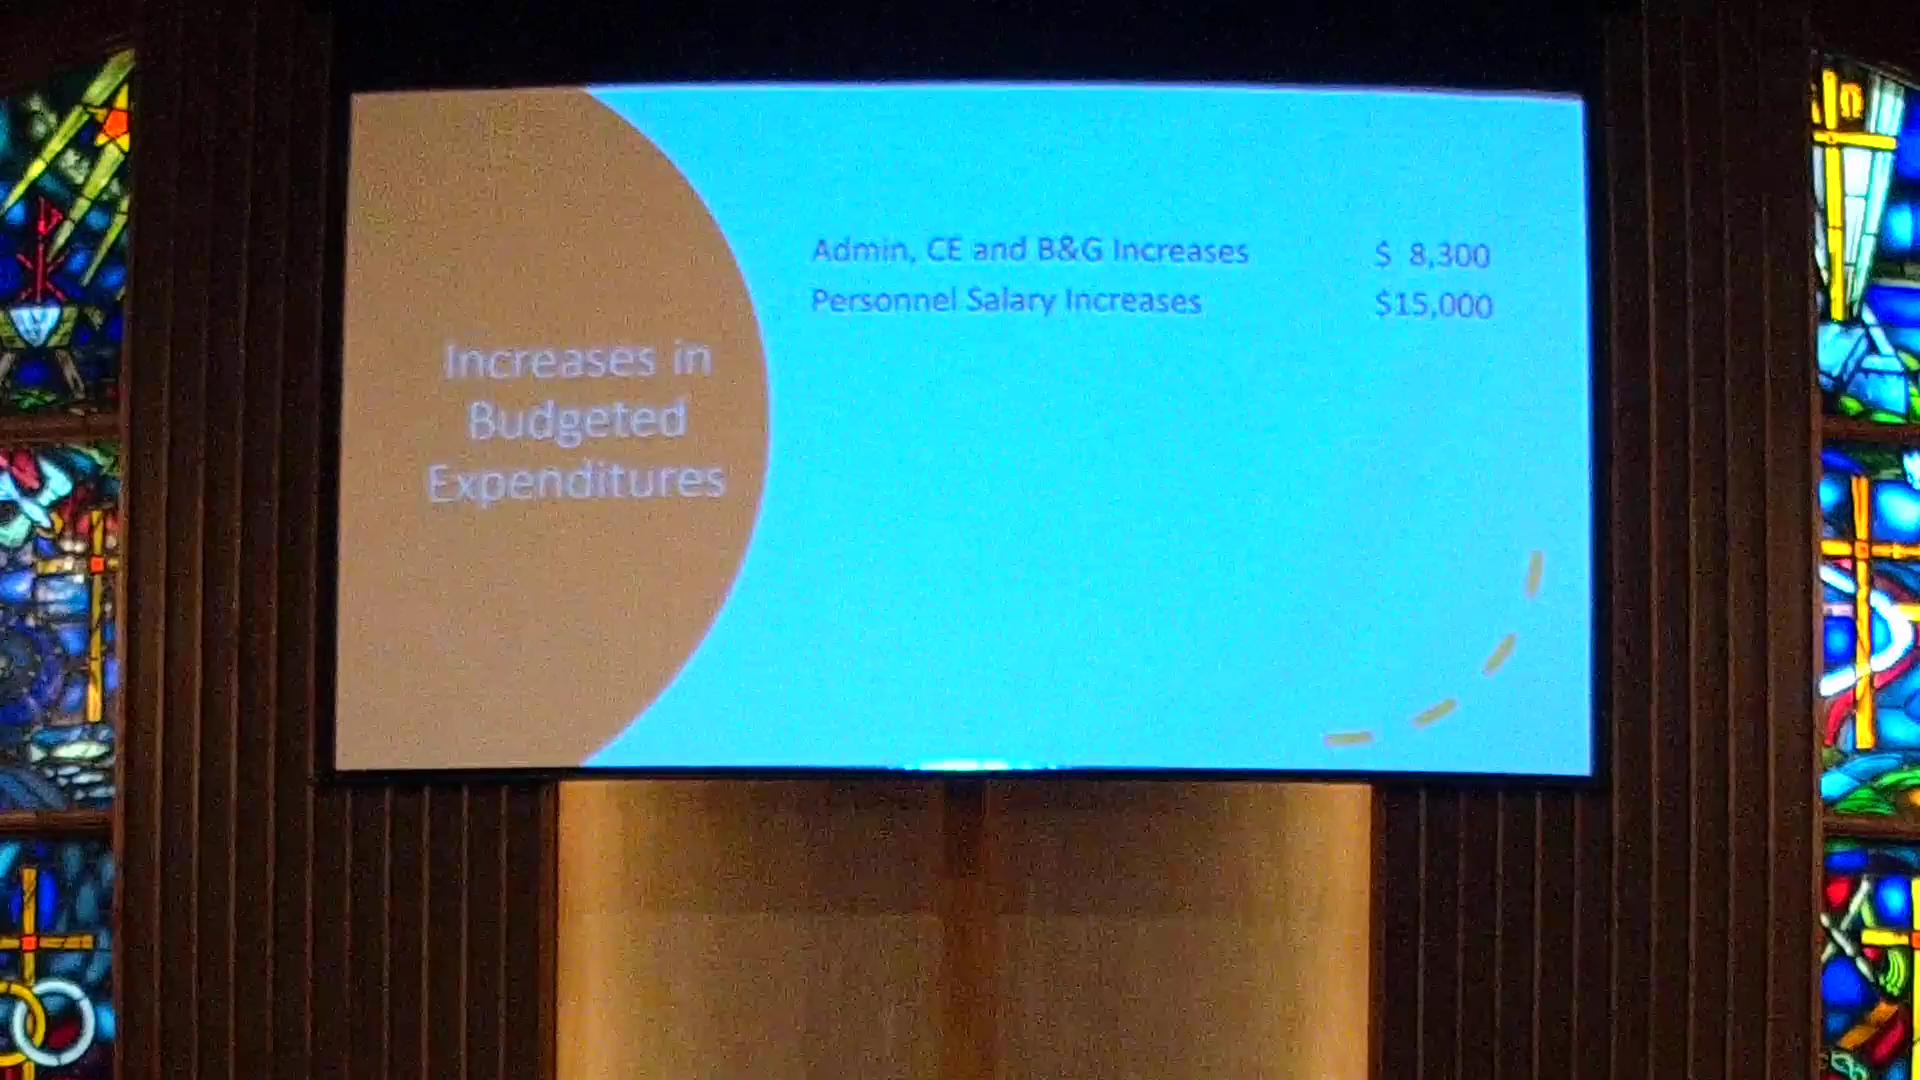 Increases in
Budgeted
Expenditures
Admin, CE and B&G Increases $ 8,300
Personnel Salary Increases $15,000